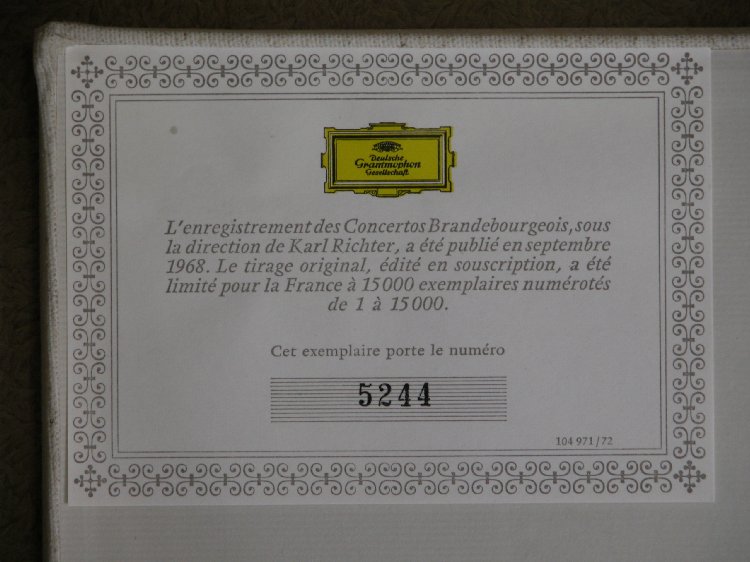 Deutsche
Grammophon
Gesellschaft
L'enregistrement des Concertos Brandebourgeois, sous
la direction de Karl Richter, a été publié en septembre
1968. Le tirage original, édité en souscription, a été
limité pour la France à 15000 exemplaires numérotés
de 1 à 15000.
Cet exemplaire porte le numéro
5244
104 971/72